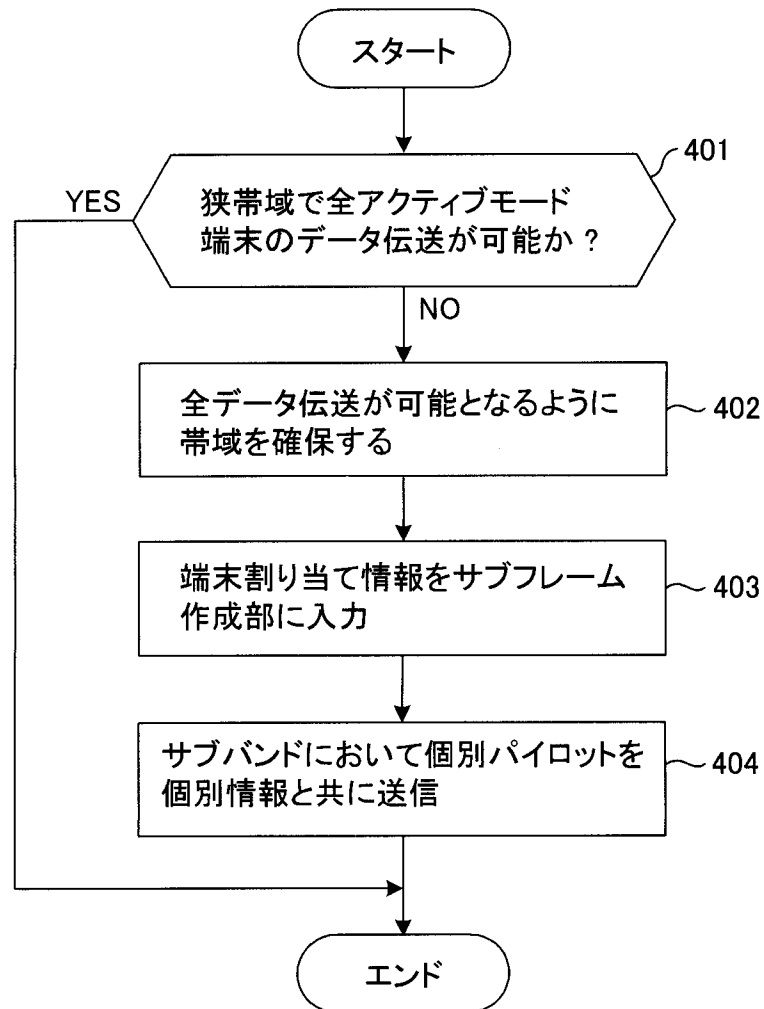 スタート
401
YES
狭帯域で全アクティブモード
端末のデータ伝送が可能か？
NO
全データ伝送が可能となるように
帯域を確保する
402
端末割り当て情報をサブフレーム
作成部に入力
403
サブバンドにおいて個別パイロットを
個別情報と共に送信
404
エンド